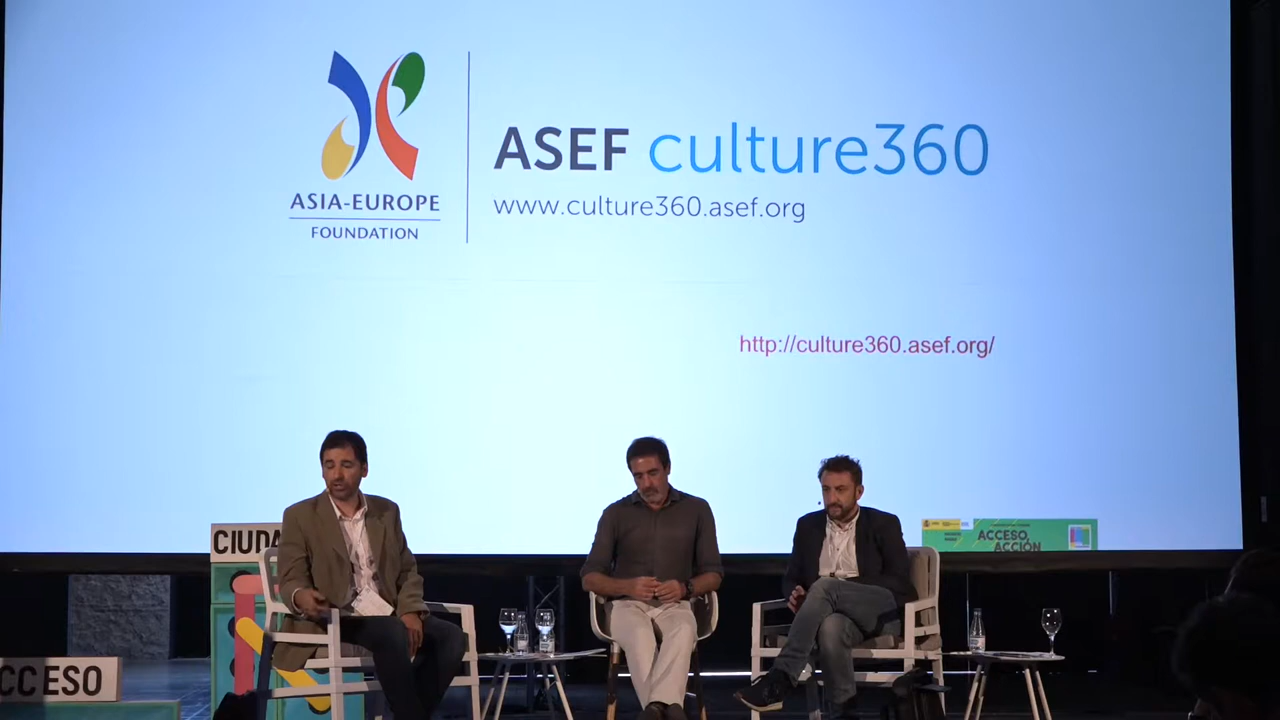 ASIA-EUROPE
FOUNDATION
ASEF culture360
www.culture360.asef.org
http://culture360.asef.org/
CIUDA
ACCESO,
ACCIÓN
CCESO